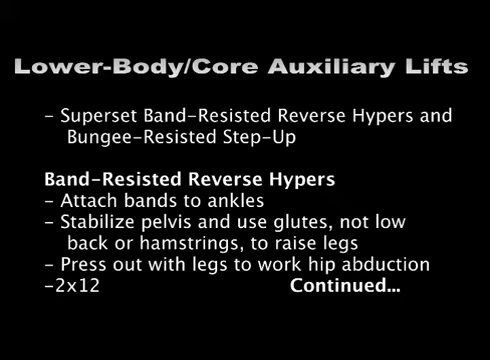 Lower-Body/Core Auxiliary Lifts
- Superset Band-Resisted Reverse Hypers and
Bungee-Resisted Step-Up
Band-Resisted Reverse Hypers
- Attach bands to ankles
- Stabilize pelvis and use glutes, not low
back or hamstrings, to raise legs
- Press out with legs to work hip abduction
-2x12 Continued...